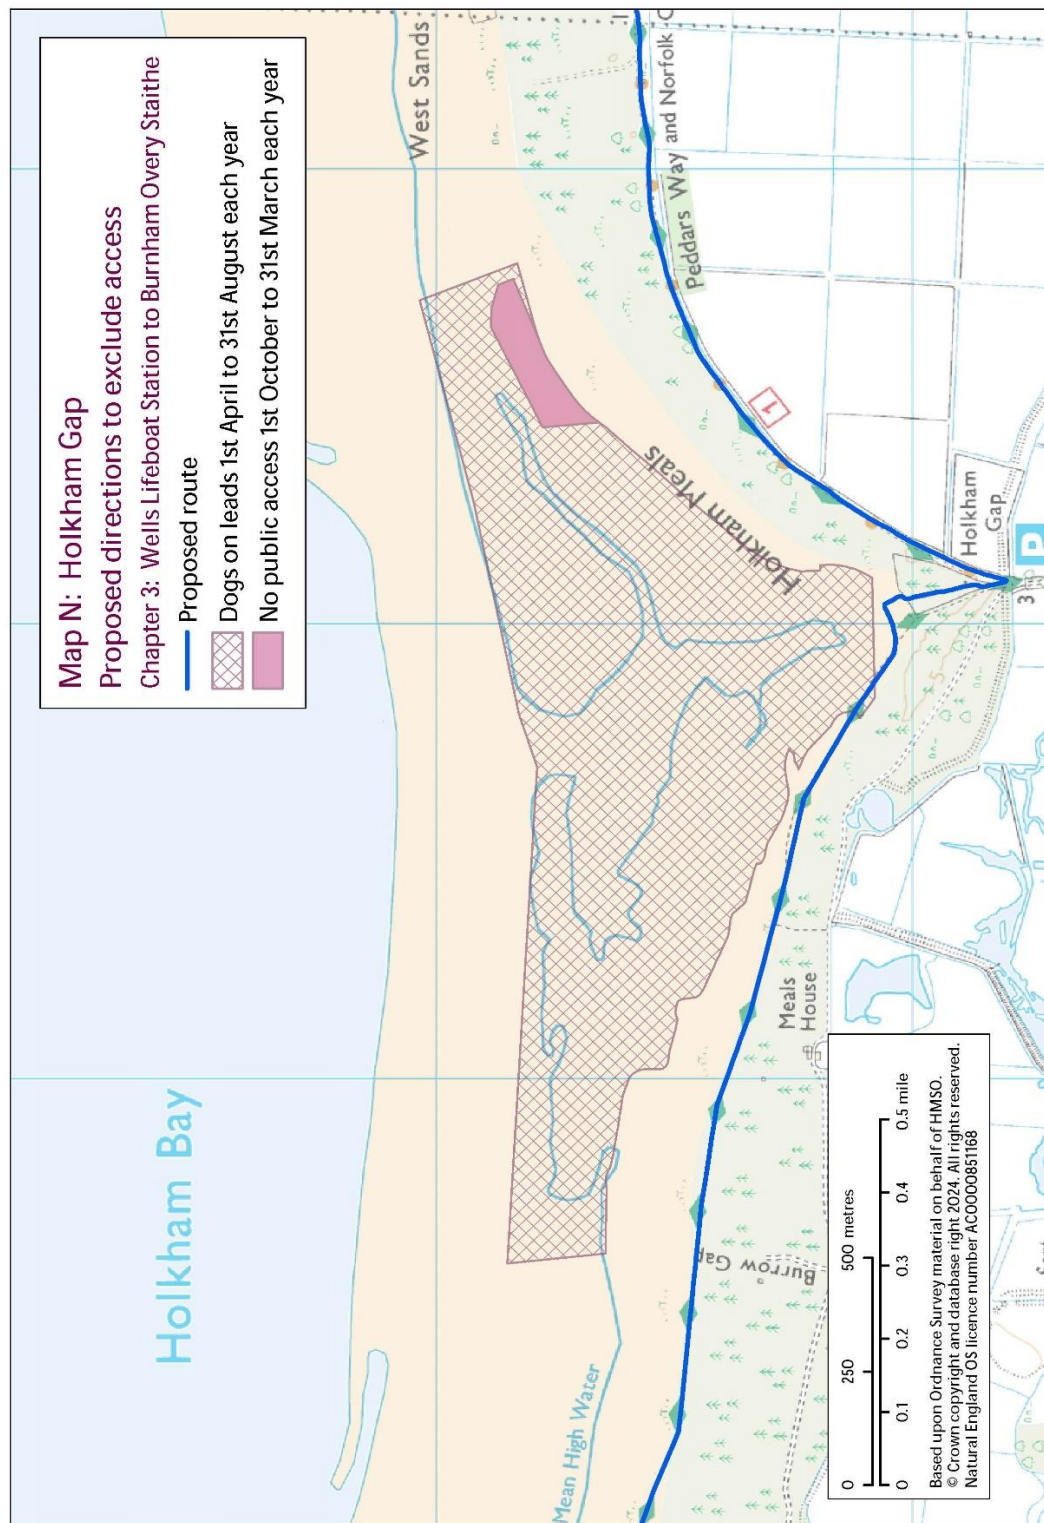 Map N: Holkham Gap
Proposed directions to exclude access
Chapter 3: Wells Lifeboat Station to Burnham Overy Staithe
Proposed route
Dogs on leads 1st April to 31st August each year
No public access 1st October to 31st March each year
Holkham Bay
West Sands
Mean High Water
Holkham Meals
Peddars Way and Norfolk C
1
1
Burrow Gap
Meals
House
5
Holkham
Gap
3
P
0 250 500 metres
0 0.1 0.2 0.3 0.4 0.5 mile
Based upon Ordnance Survey material on behalf of HMSO.
© Crown copyright and database right 2024. All rights reserved.
Natural England OS licence number AC0000851168